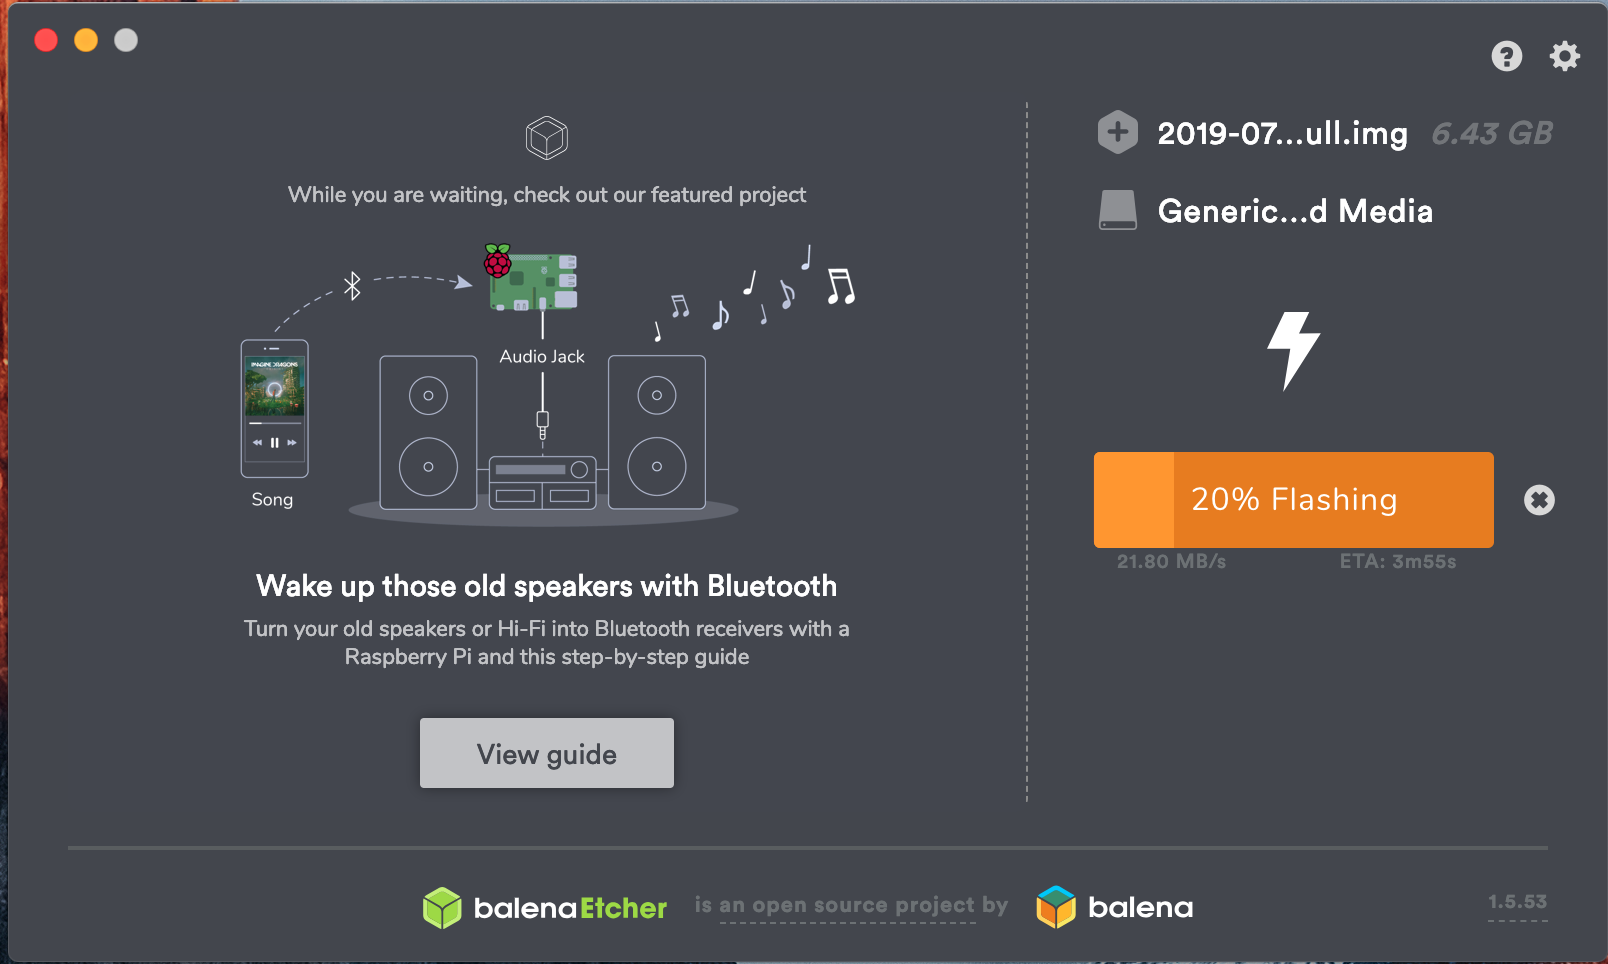 While you are waiting, check out our featured project
Audio Jack
IMAGINE DRAGONS
Song
Wake up those old speakers with Bluetooth
Turn your old speakers or Hi-Fi into Bluetooth receivers with a
Raspberry Pi and this step-by-step guide
View guide
2019-07...ull.img 6.43 GB
Generic...d Media
20% Flashing
21.80 MB/s ETA: 3m55s
balenaEtcher is an open source project by balena 1.5.53